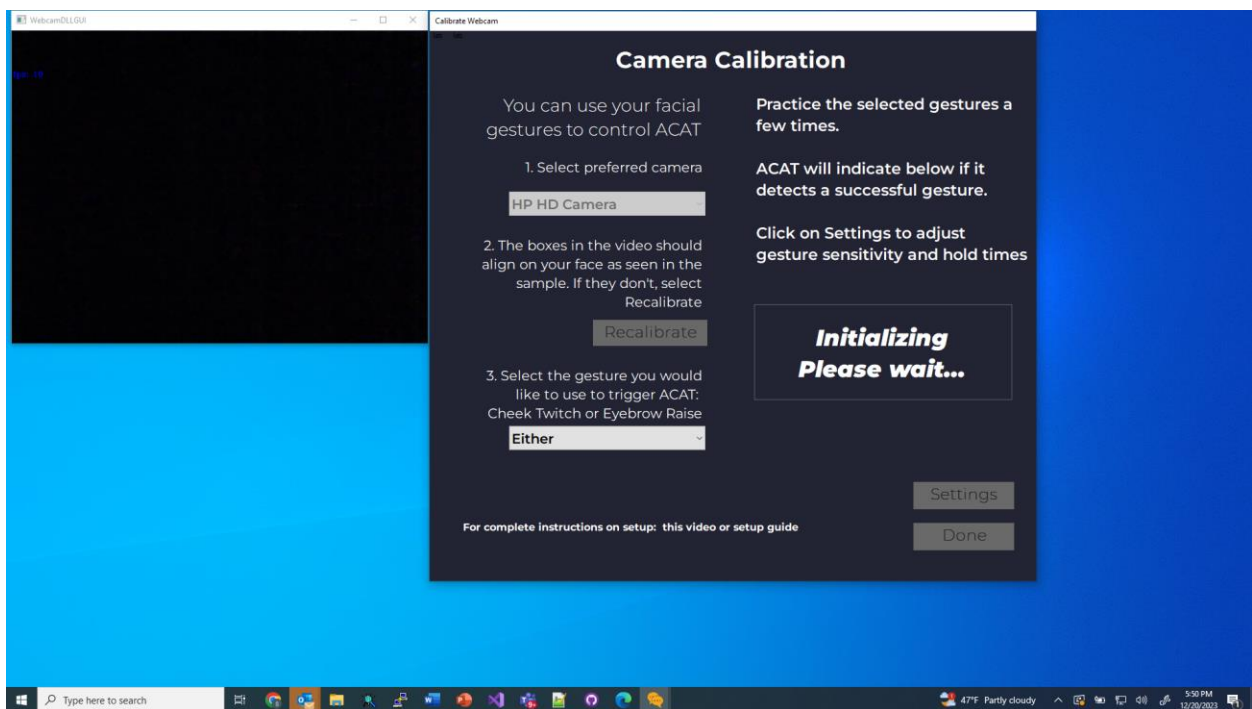 WebcamDLLGUI
Calibrate Webcam
Camera Calibration
You can use your facial
gestures to control ACAT
1. Select preferred camera
HP HD Camera
2. The boxes in the video should
align on your face as seen in the
sample. If they don't, select
Recalibrate
Recalibrate
3. Select the gesture you would
like to use to trigger ACAT:
Cheek Twitch or Eyebrow Raise
Either
Practice the selected gestures a
few times.
ACAT will indicate below if it
detects a successful gesture.
Click on Settings to adjust
gesture sensitivity and hold times
Initializing
Please wait...
Settings
For complete instructions on setup: this video or setup guide
Done
Type here to search
47°F Partly cloudy
5:50 PM
12/20/2023